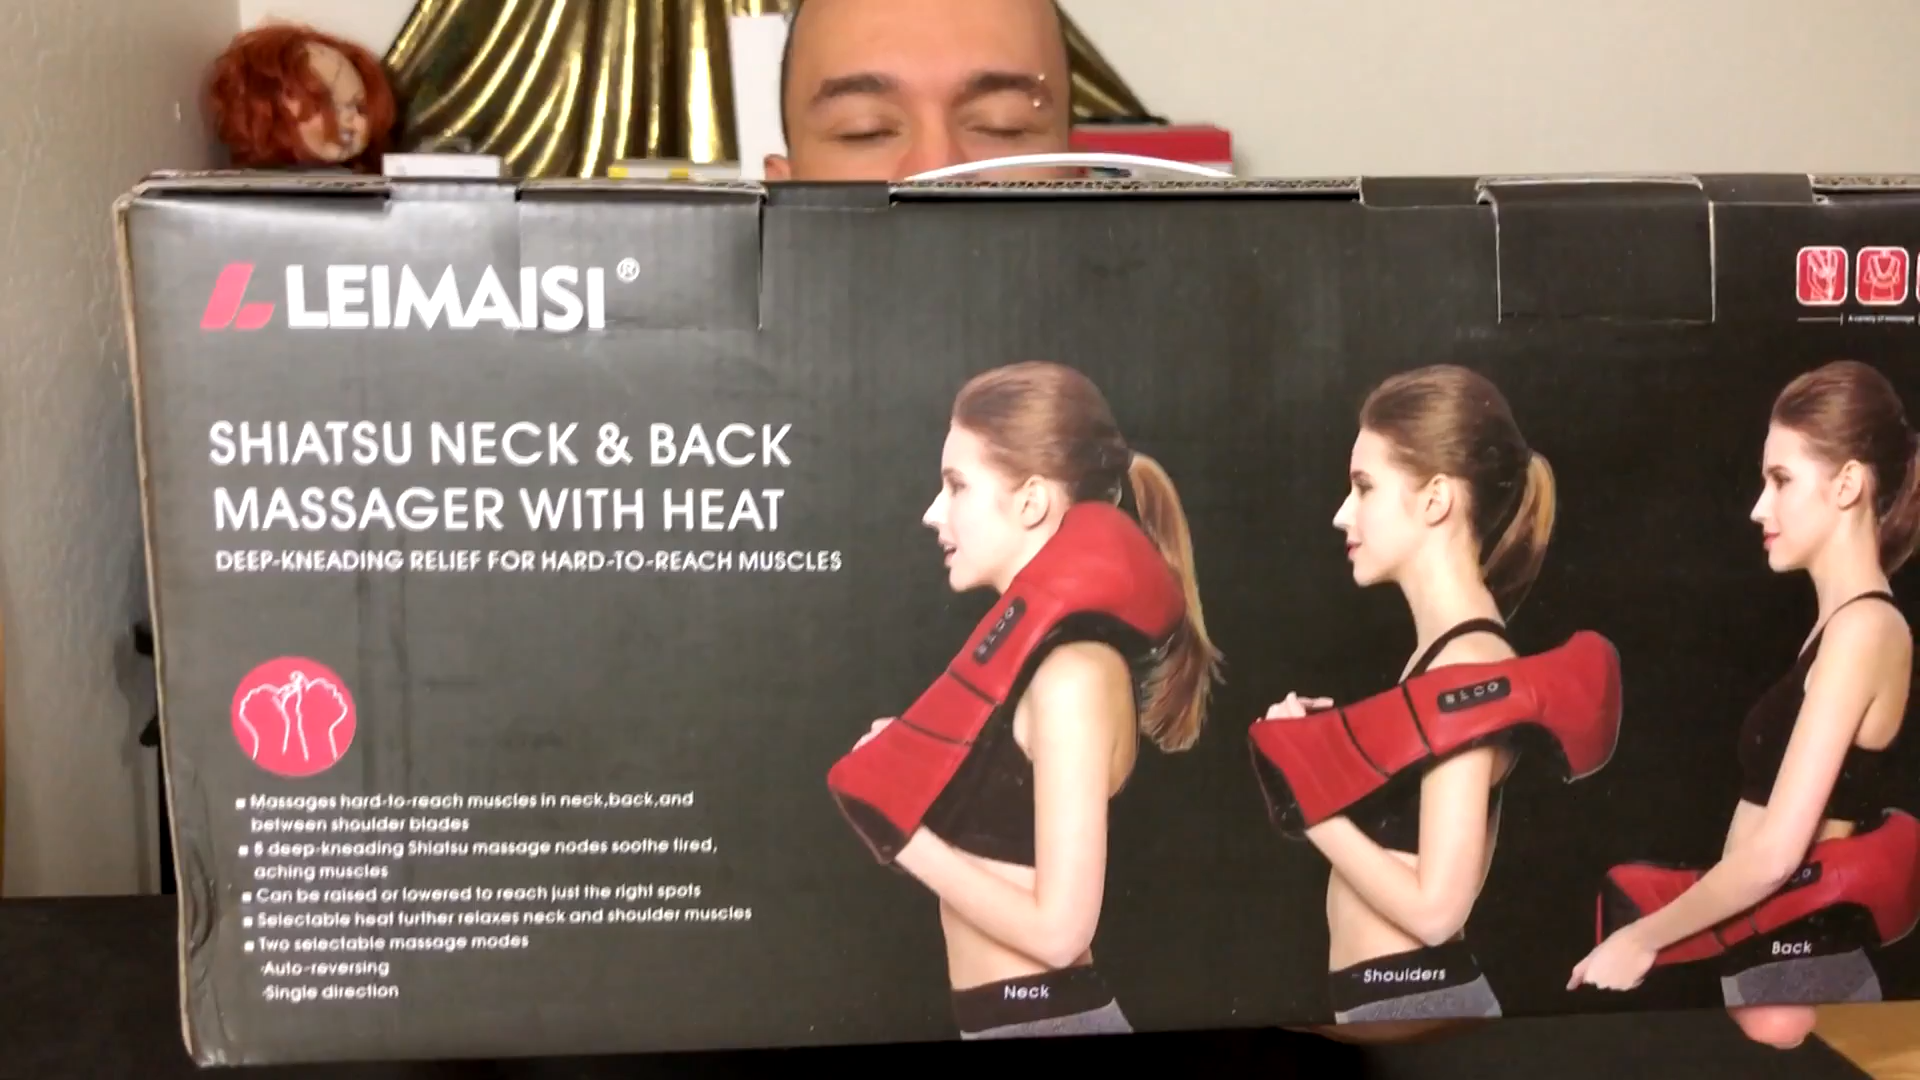 LEIMAISI®
SHIATSU NECK & BACK
MASSAGER WITH HEAT
DEEP-KNEADING RELIEF FOR HARD-TO-REACH MUSCLES
▪ Massages hard-to-reach muscles in neck,back,and
between shoulder blades
▪ 8 deep-kneading Shiatsu massage nodes soothe tired,
aching muscles
▪ Can be raised or lowered to reach just the right spots
▪ Selectable heat further relaxes neck and shoulder muscles
▪ Two selectable massage modes
·Auto-reversing
·Single direction
Neck
Shoulders
Back